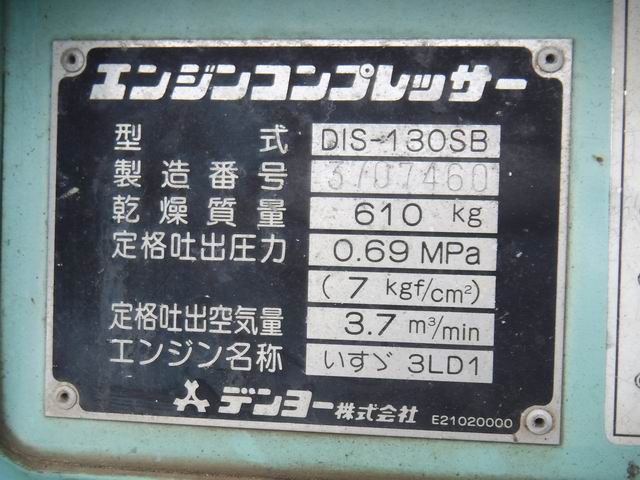 エンジンコンプレッサー
型式 DIS-130SB
製造番号 3707460
乾燥質量 610 kg
定格吐出圧力 0.69 MPa
(7 kgf/cm²)
定格吐出空気量 3.7 m³/min
エンジン名称 いすゞ 3LD1
デンヨー株式会社 E21020000